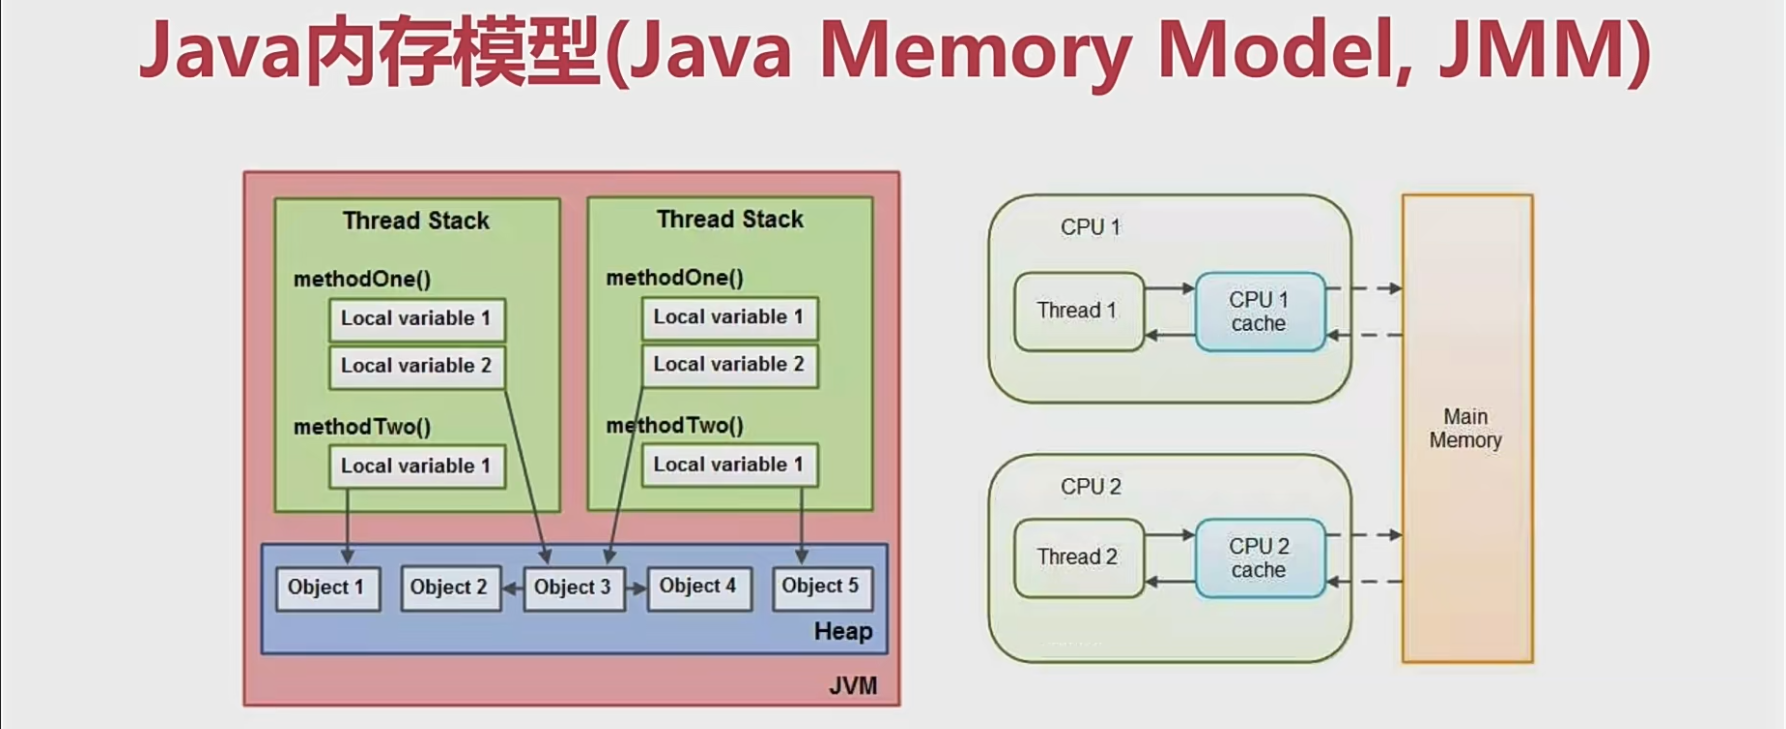 Java内存模型(Java Memory Model, JMM)
Thread Stack
methodOne()
Local variable 1
Local variable 2
methodTwo()
Local variable 1
Thread Stack
methodOne()
Local variable 1
Local variable 2
methodTwo()
Local variable 1
Object 1
Object 2
Object 3
Object 4
Object 5
Heap
JVM
CPU 1
Thread 1
CPU 1
cache
CPU 2
Thread 2
CPU 2
cache
Main
Memory